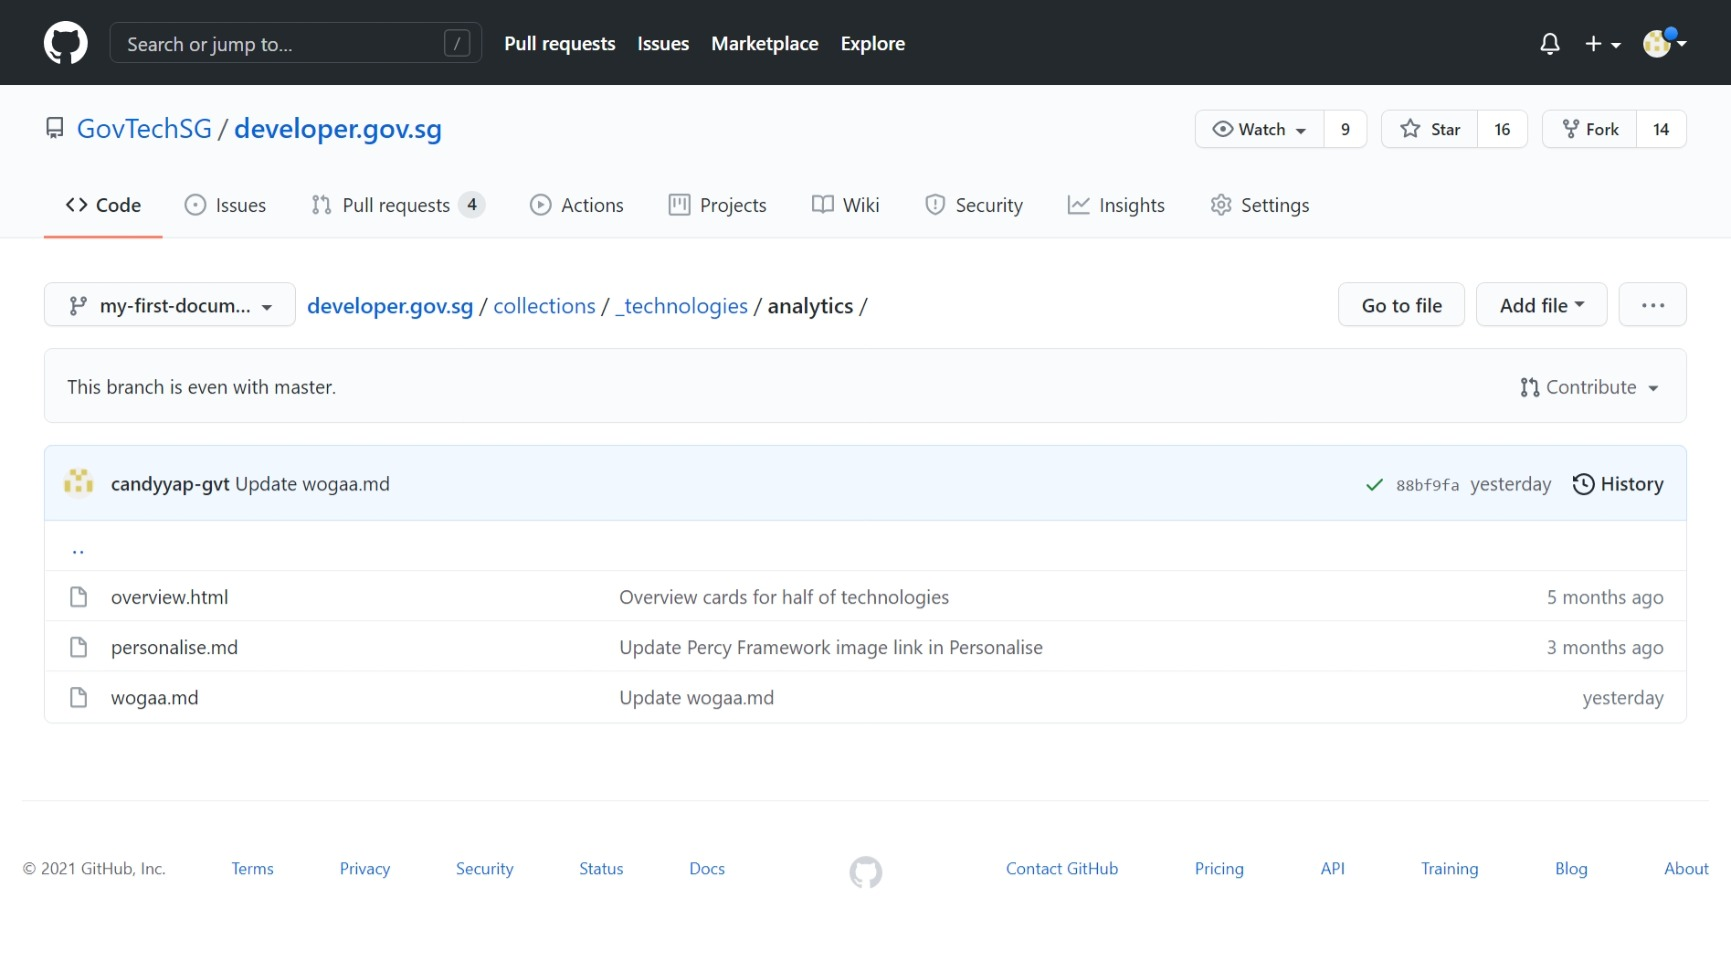 Search or jump to... / Pull requests Issues Marketplace Explore
GovTechSG / developer.gov.sg Watch 9 Star 16 Fork 14
Code Issues Pull requests 4 Actions Projects Wiki Security Insights Settings
my-first-docum... developer.gov.sg / collections / _technologies / analytics / Go to file Add file ...
This branch is even with master. Contribute
candyyap-gvt Update wogaa.md 88bf9fa yesterday History
..
overview.html Overview cards for half of technologies 5 months ago
personalise.md Update Percy Framework image link in Personalise 3 months ago
wogaa.md Update wogaa.md yesterday
© 2021 GitHub, Inc. Terms Privacy Security Status Docs Contact GitHub Pricing API Training Blog About